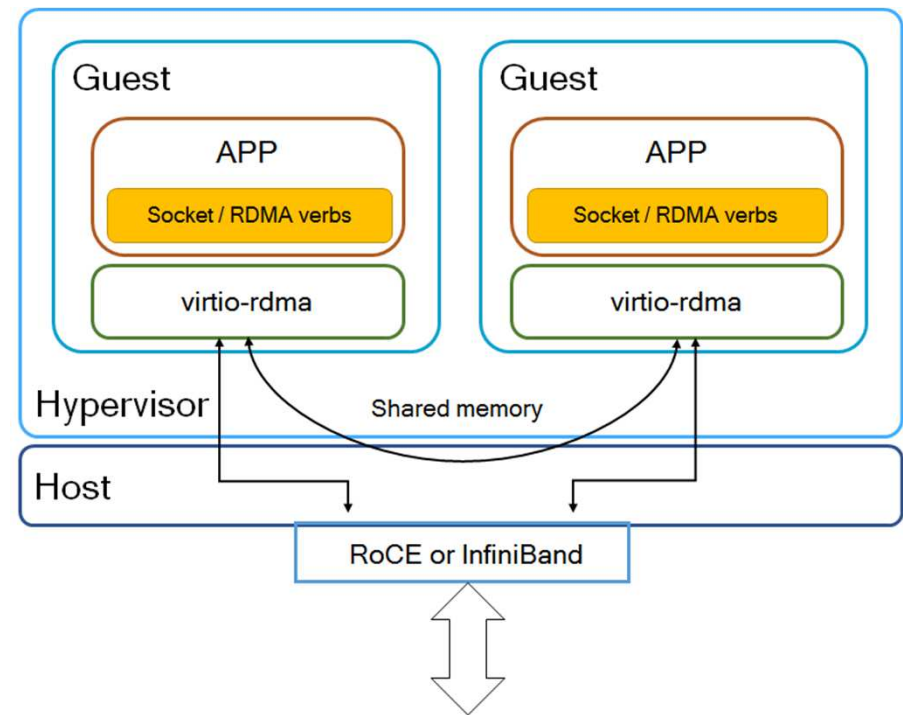 Guest
Guest
APP
APP
Socket / RDMA verbs
Socket / RDMA verbs
virtio-rdma
virtio-rdma
Hypervisor
Shared memory
Host
RoCE or InfiniBand